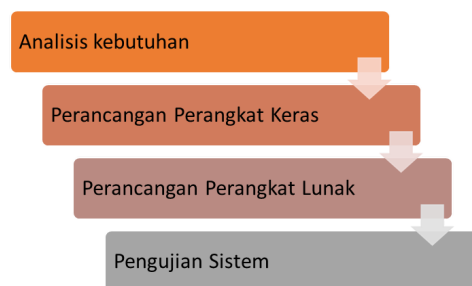 Analisis kebutuhan
Perancangan Perangkat Keras
Perancangan Perangkat Lunak
Pengujian Sistem